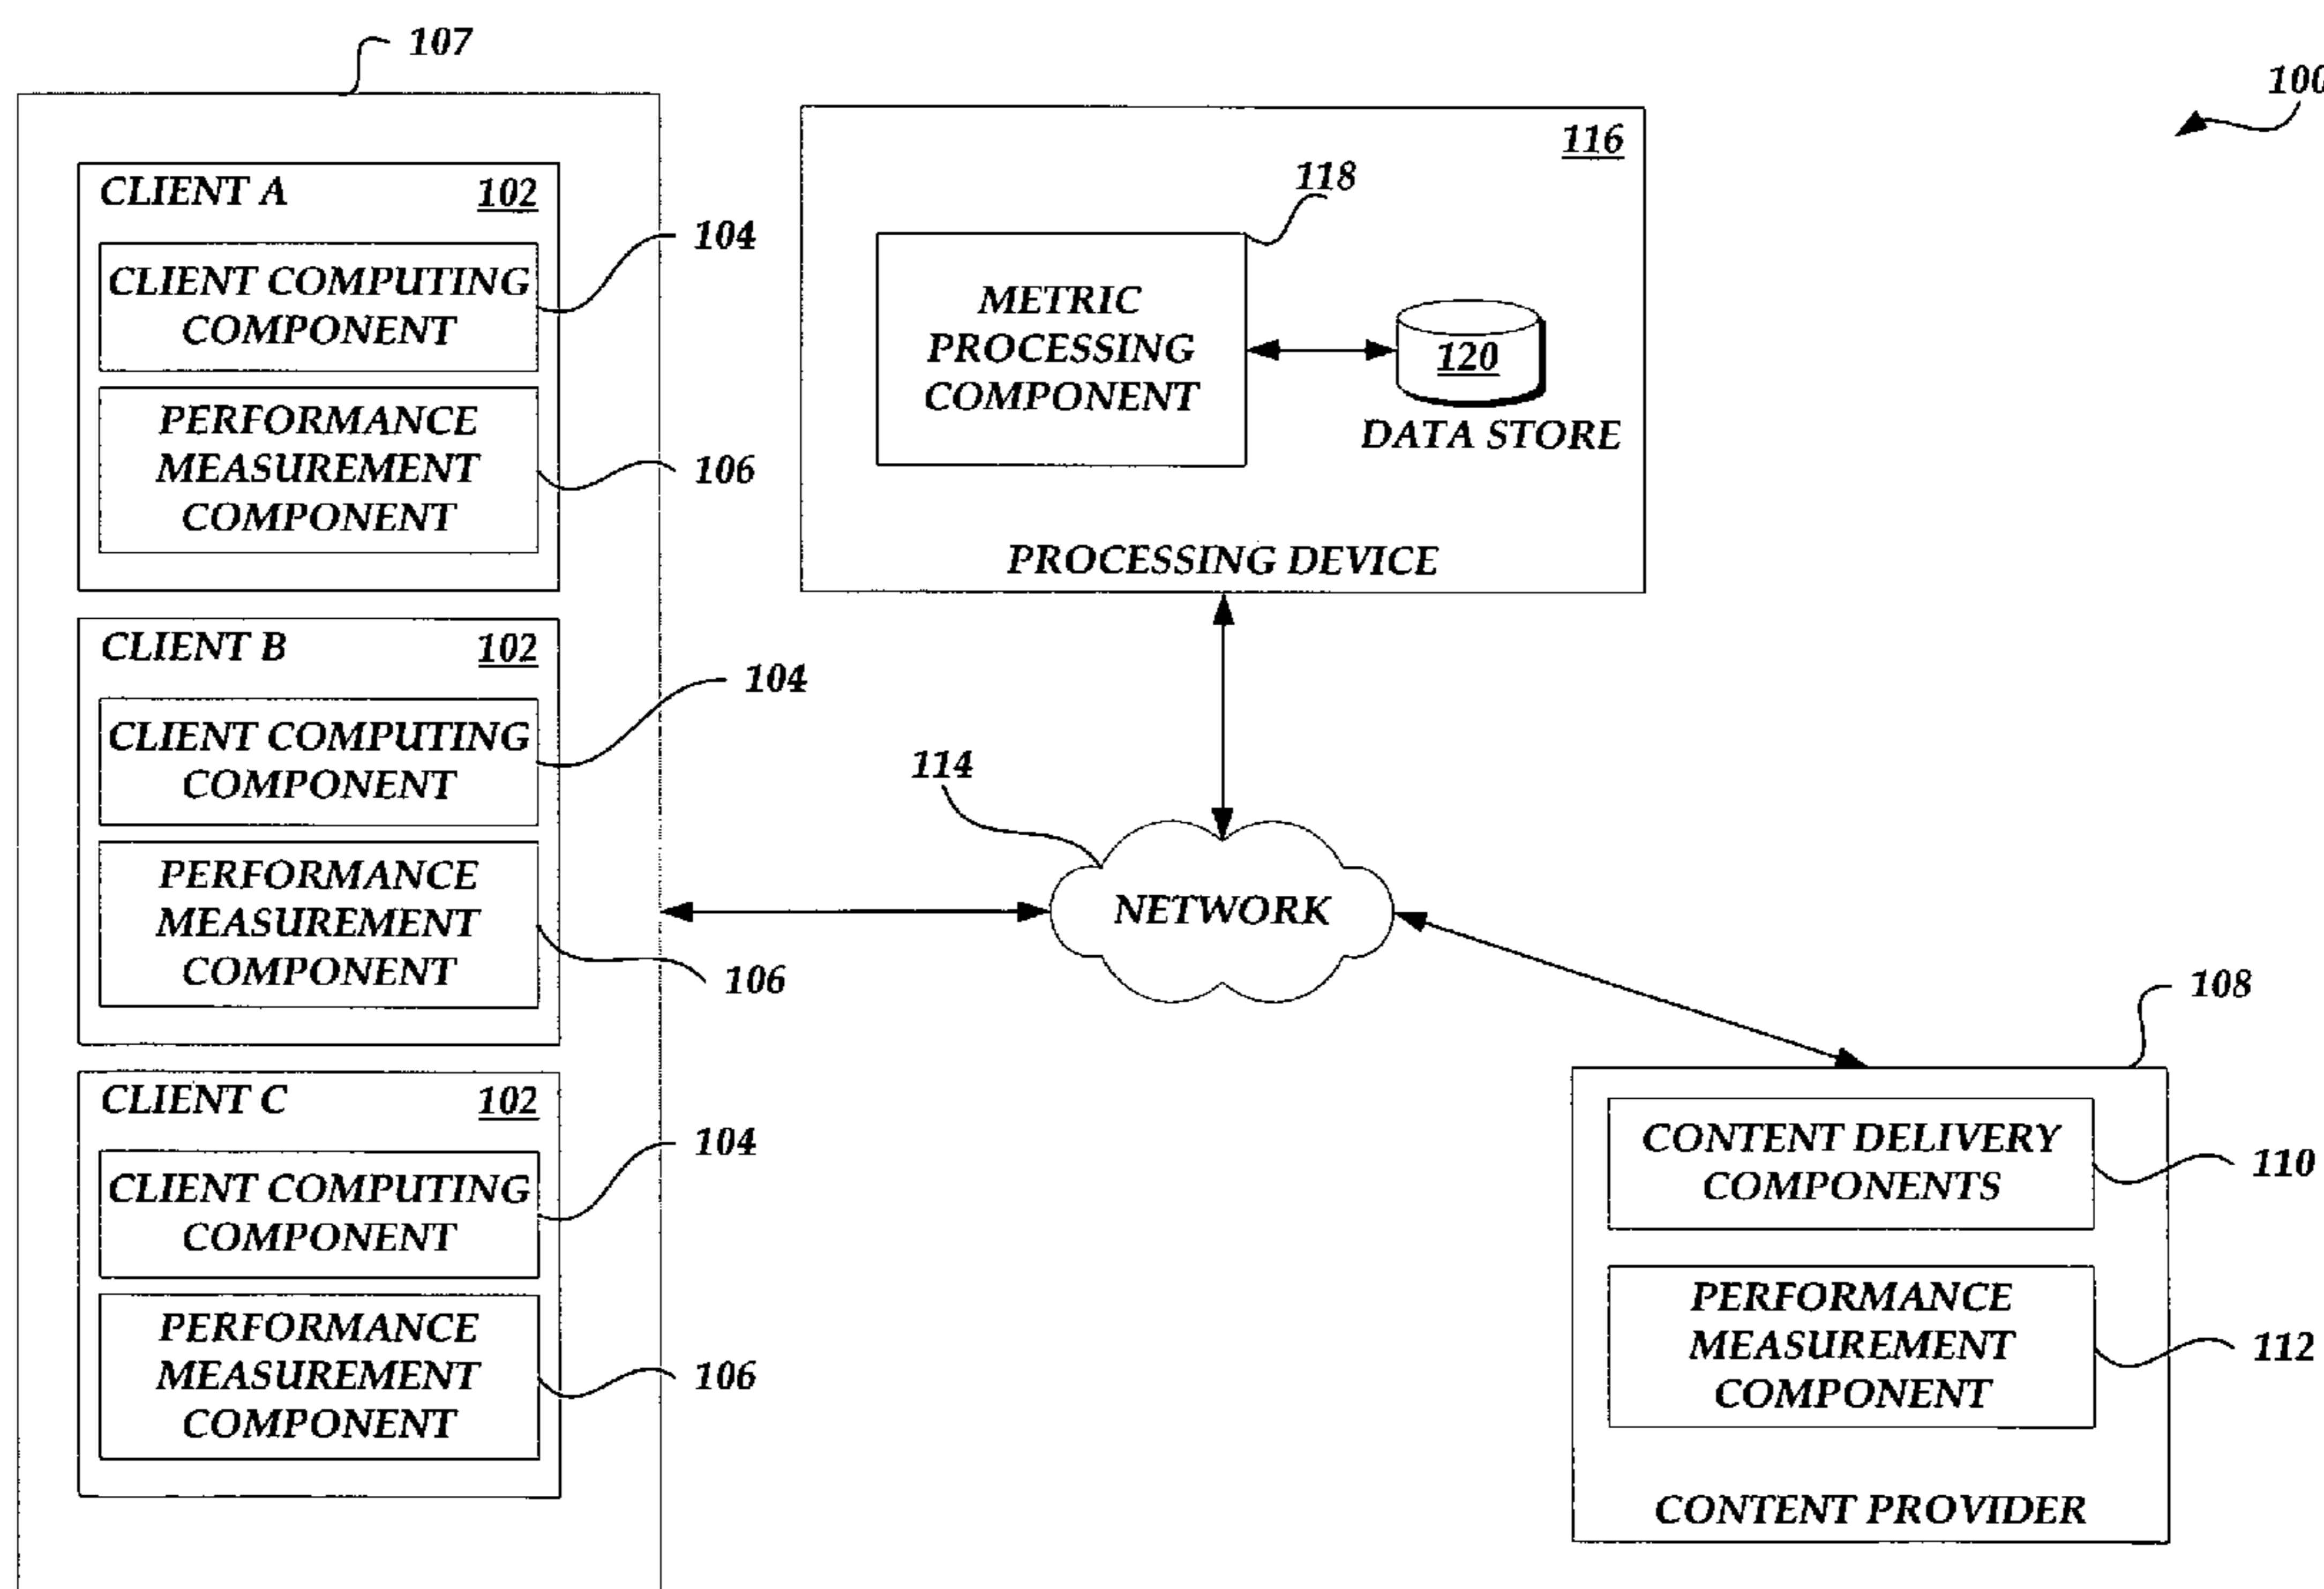 107
100
CLIENT A 102
CLIENT COMPUTING
COMPONENT
104
PERFORMANCE
MEASUREMENT
COMPONENT
106
CLIENT B 102
CLIENT COMPUTING
COMPONENT
104
PERFORMANCE
MEASUREMENT
COMPONENT
106
CLIENT C 102
CLIENT COMPUTING
COMPONENT
104
PERFORMANCE
MEASUREMENT
COMPONENT
106
116
118
METRIC
PROCESSING
COMPONENT
120
DATA STORE
PROCESSING DEVICE
114
NETWORK
108
CONTENT DELIVERY
COMPONENTS
110
PERFORMANCE
MEASUREMENT
COMPONENT
112
CONTENT PROVIDER